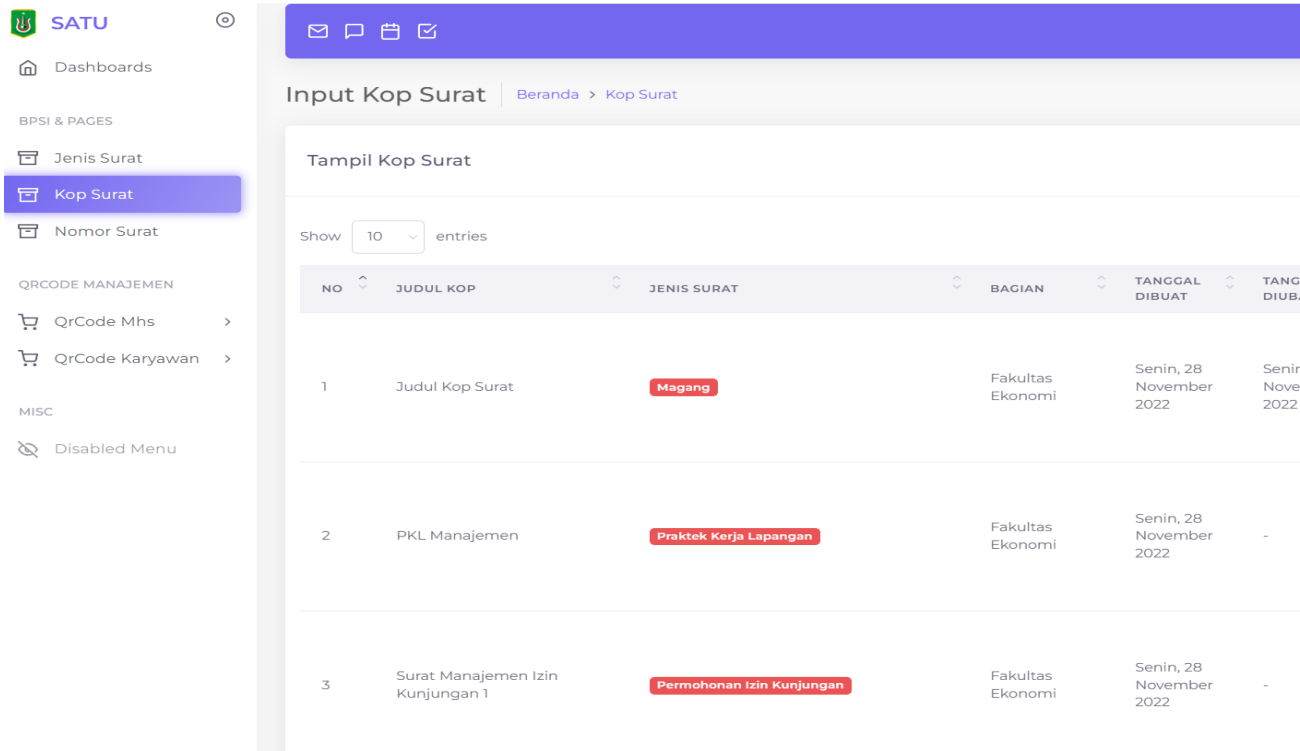 SATU
Dashboards
BPSI & PAGES
Jenis Surat
Kop Surat
Nomor Surat
QRCODE MANAJEMEN
QrCode Mhs
QrCode Karyawan
MISC
Disabled Menu
Input Kop Surat
Beranda > Kop Surat
Tampil Kop Surat
Show 10 entries
NO JUDUL KOP JENIS SURAT BAGIAN TANGGAL
DIBUAT
1 Judul Kop Surat Magang Fakultas
Ekonomi
Senin, 28
November
2022
2022
2 PKL Manajemen Praktek Kerja Lapangan Fakultas
Ekonomi
Senin, 28
November
2022
-
3 Surat Manajemen Izin
Kunjungan 1
Permohonan Izin Kunjungan
Fakultas
Ekonomi
Senin, 28
November
2022
-